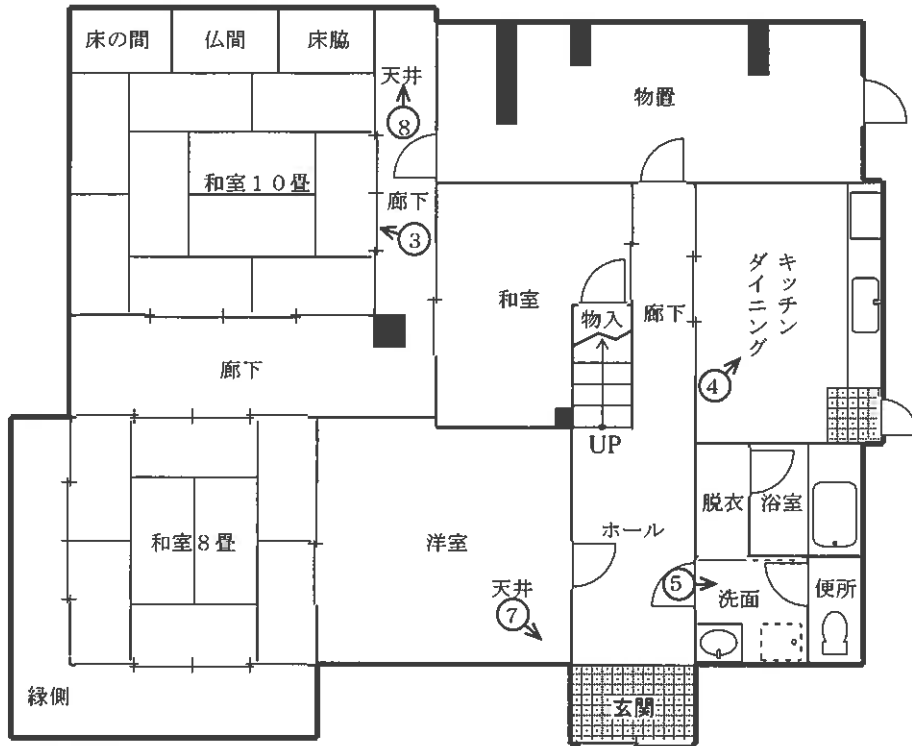 床の間
仏間
床脇
天井
⑧
物置
和室10畳
廊下
③
和室
物入
廊下
キッチン
ダイニング
④
廊下
UP
和室8畳
洋室
ホール
脱衣
浴室
天井
⑦
⑤
洗面
便所
縁側
玄関